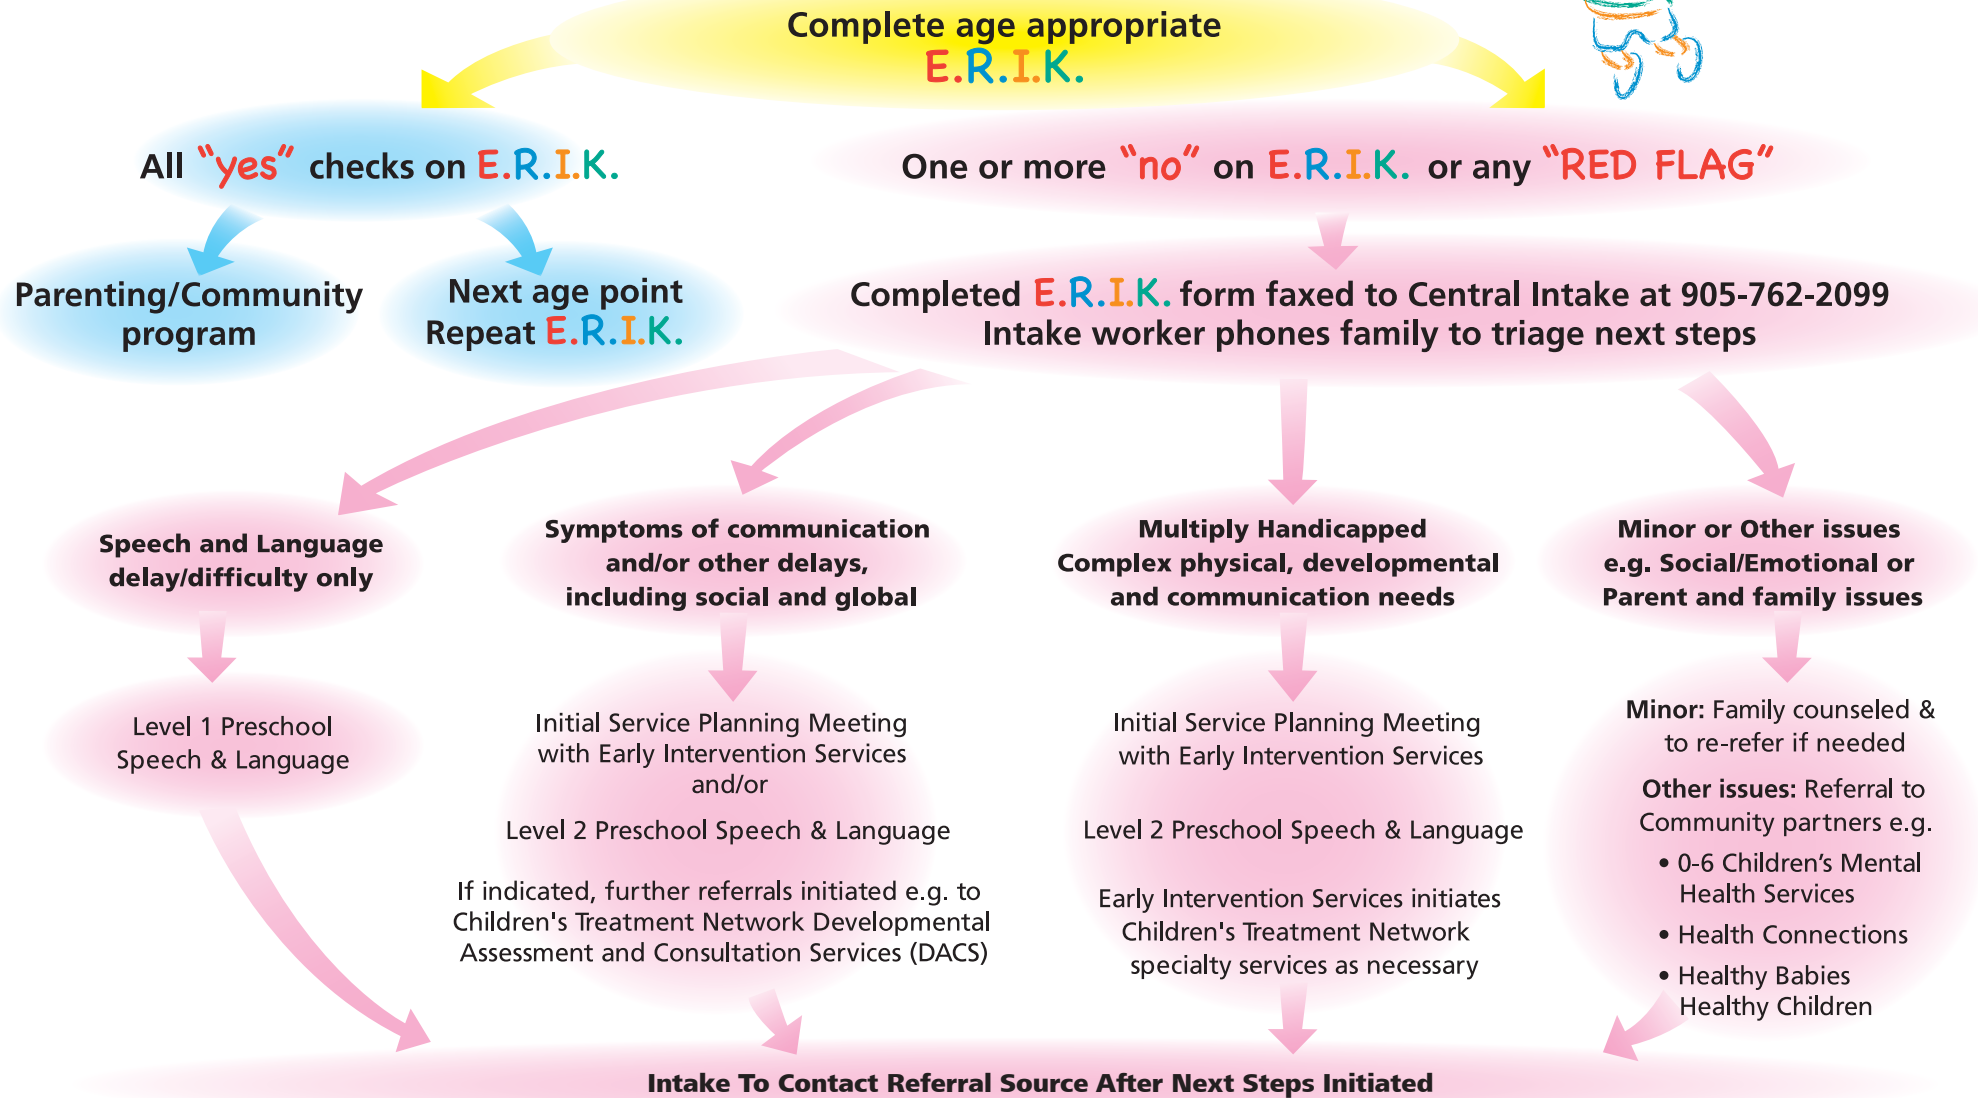 Complete age appropriate
E.R.I.K.
All "yes" checks on E.R.I.K.
One or more "no" on E.R.I.K. or any "RED FLAG"
Parenting/Community
program
Next age point
Repeat E.R.I.K.
Completed E.R.I.K. form faxed to Central Intake at 905-762-2099
Intake worker phones family to triage next steps
Speech and Language
delay/difficulty only
Symptoms of communication
and/or other delays,
including social and global
Multiply Handicapped
Complex physical, developmental
and communication needs
Minor or Other issues
e.g. Social/Emotional or
Parent and family issues
Level 1 Preschool
Speech & Language
Initial Service Planning Meeting
with Early Intervention Services
and/or
Level 2 Preschool Speech & Language
If indicated, further referrals initiated e.g. to
Children's Treatment Network Developmental
Assessment and Consultation Services (DACS)
Initial Service Planning Meeting
with Early Intervention Services
Level 2 Preschool Speech & Language
Early Intervention Services initiates
Children's Treatment Network
specialty services as necessary
Minor: Family counseled &
to re-refer if needed
Other issues: Referral to
Community partners e.g.
• 0-6 Children’s Mental
Health Services
• Health Connections
• Healthy Babies
Healthy Children
Intake To Contact Referral Source After Next Steps Initiated